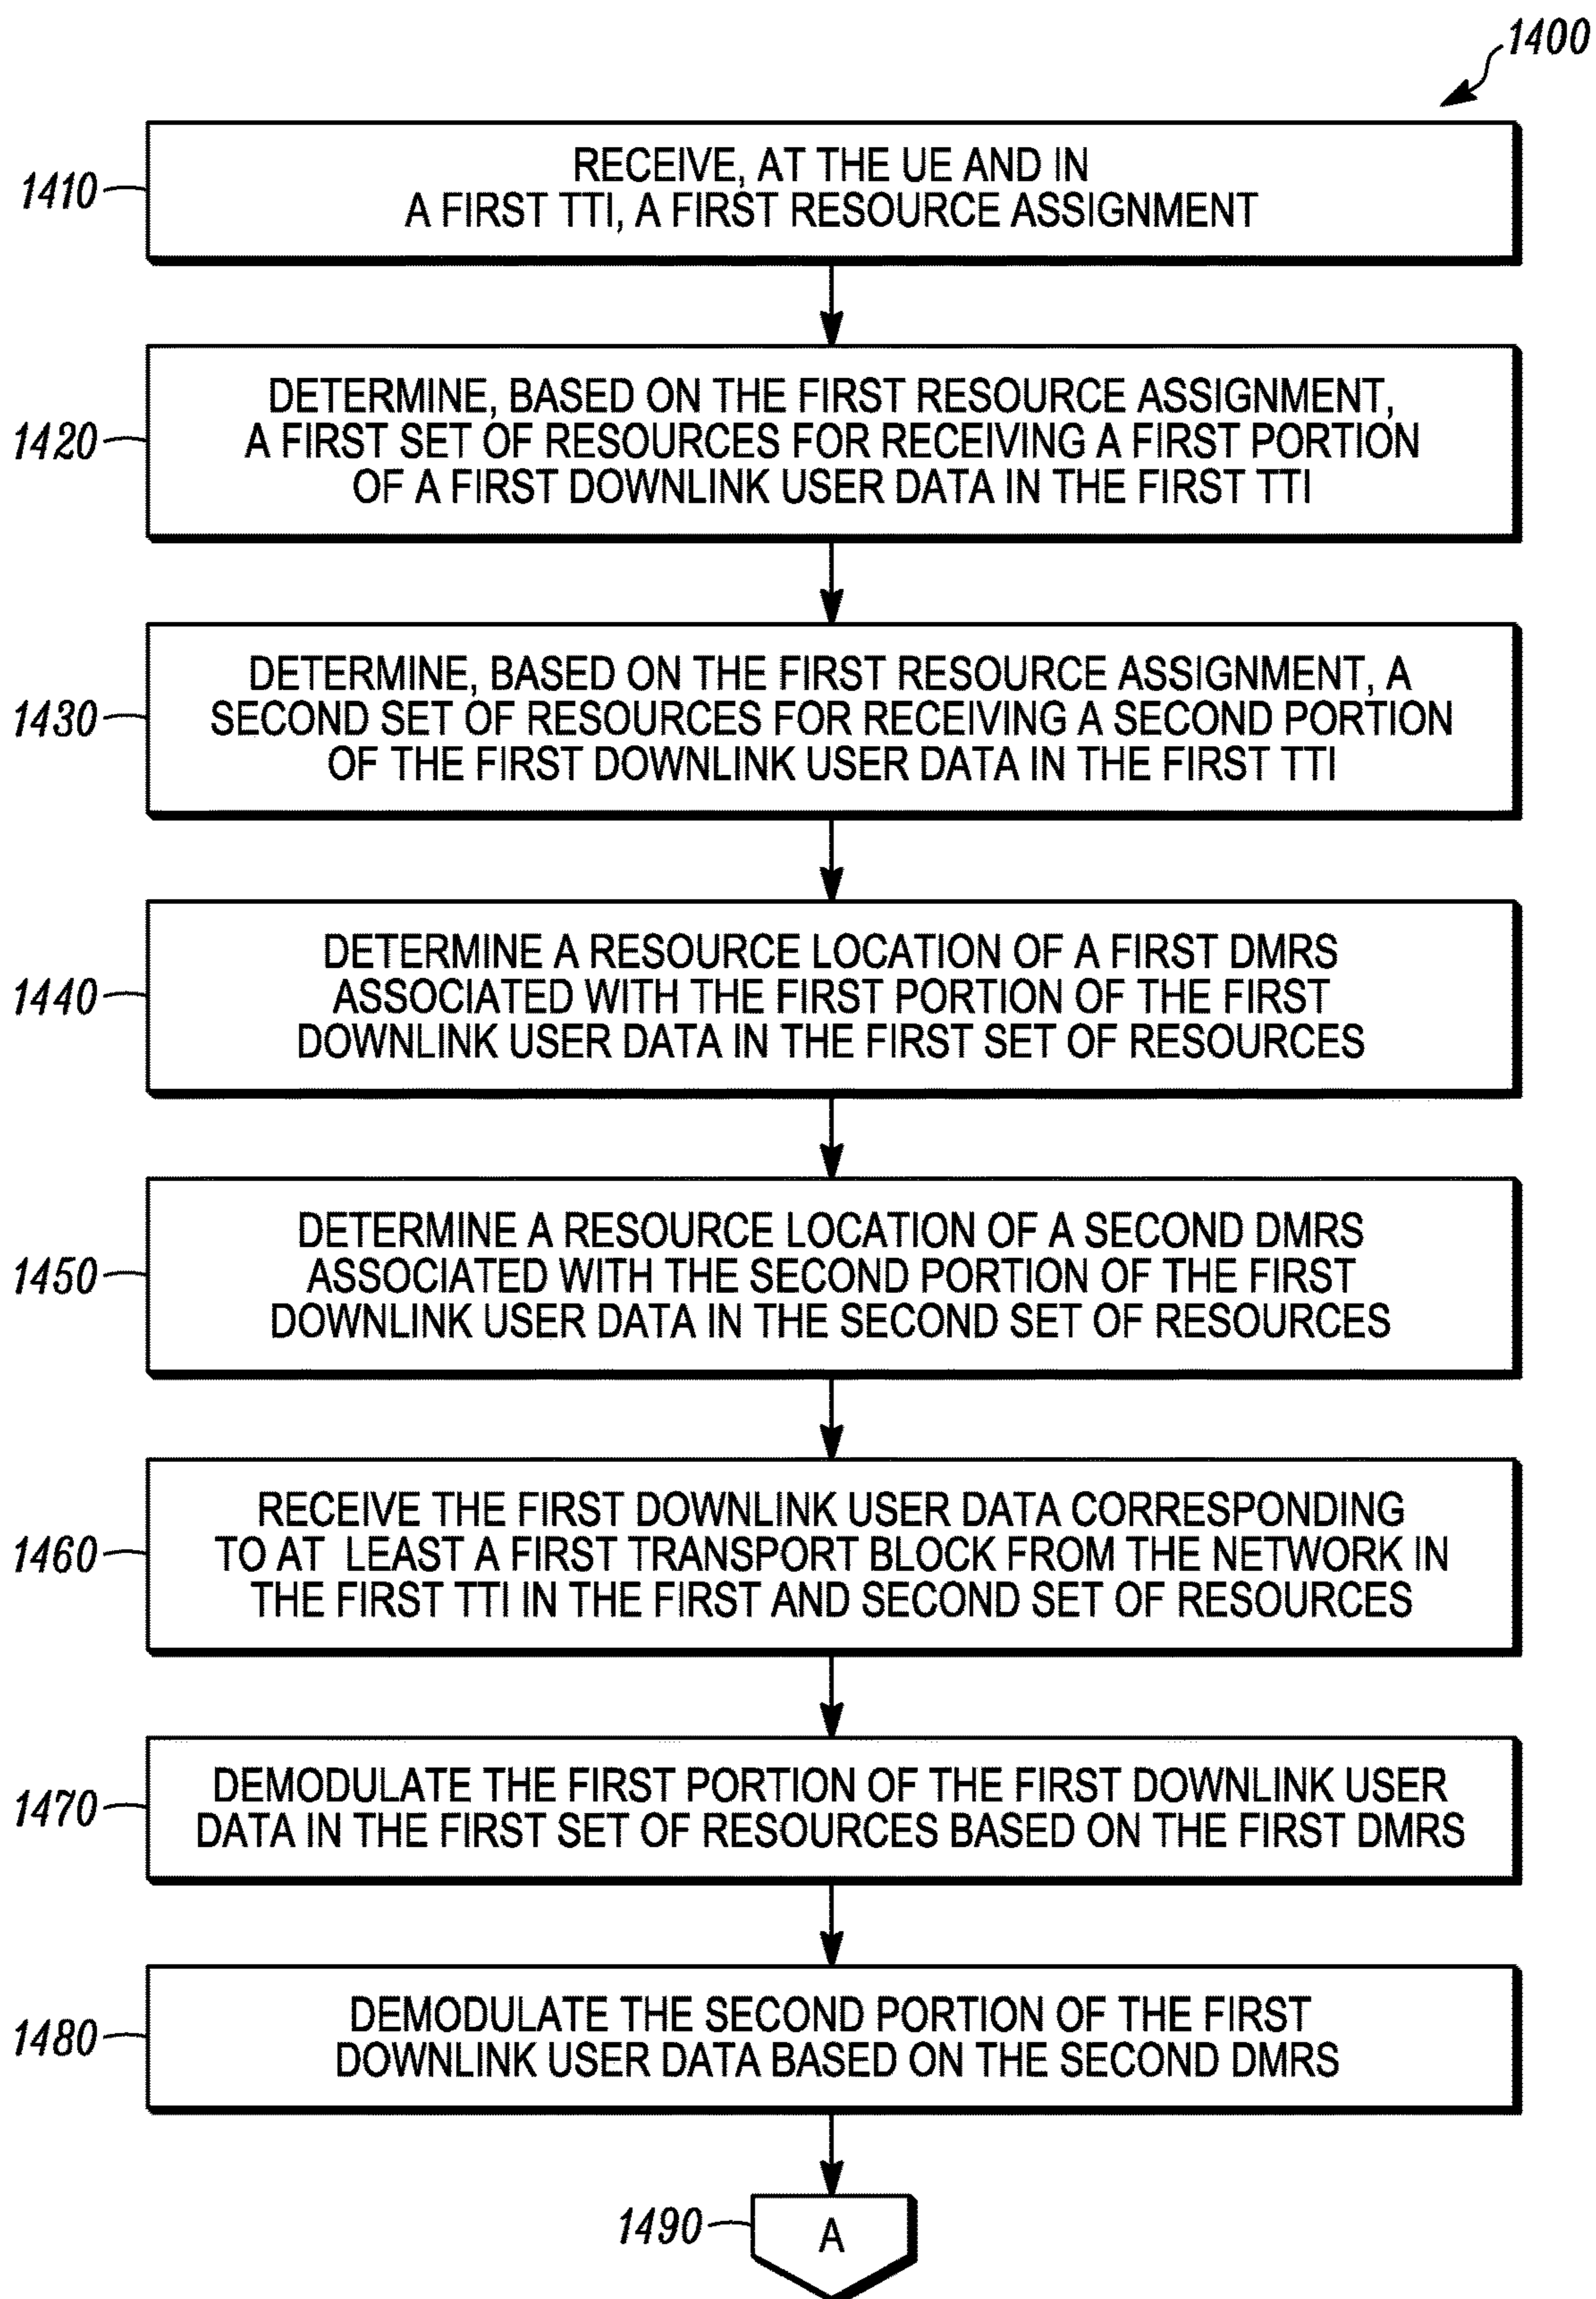 1400
1410
RECEIVE, AT THE UE AND IN
A FIRST TTI, A FIRST RESOURCE ASSIGNMENT
1420
DETERMINE, BASED ON THE FIRST RESOURCE ASSIGNMENT,
A FIRST SET OF RESOURCES FOR RECEIVING A FIRST PORTION
OF A FIRST DOWNLINK USER DATA IN THE FIRST TTI
1430
DETERMINE, BASED ON THE FIRST RESOURCE ASSIGNMENT, A
SECOND SET OF RESOURCES FOR RECEIVING A SECOND PORTION
OF THE FIRST DOWNLINK USER DATA IN THE FIRST TTI
1440
DETERMINE A RESOURCE LOCATION OF A FIRST DMRS
ASSOCIATED WITH THE FIRST PORTION OF THE FIRST
DOWNLINK USER DATA IN THE FIRST SET OF RESOURCES
1450
DETERMINE A RESOURCE LOCATION OF A SECOND DMRS
ASSOCIATED WITH THE SECOND PORTION OF THE FIRST
DOWNLINK USER DATA IN THE SECOND SET OF RESOURCES
1460
RECEIVE THE FIRST DOWNLINK USER DATA CORRESPONDING
TO AT LEAST A FIRST TRANSPORT BLOCK FROM THE NETWORK IN
THE FIRST TTI IN THE FIRST AND SECOND SET OF RESOURCES
1470
DEMODULATE THE FIRST PORTION OF THE FIRST DOWNLINK USER
DATA IN THE FIRST SET OF RESOURCES BASED ON THE FIRST DMRS
1480
DEMODULATE THE SECOND PORTION OF THE FIRST
DOWNLINK USER DATA BASED ON THE SECOND DMRS
1490
A